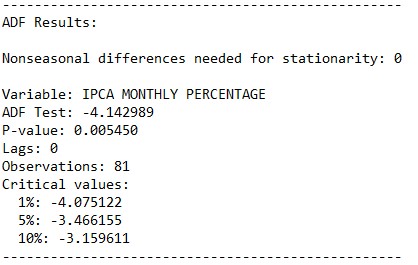 ----------------------------------------------------
ADF Results:
Nonseasonal differences needed for stationarity: 0
Variable: IPCA MONTHLY PERCENTAGE
ADF Test: -4.142989
P-value: 0.005450
Lags: 0
Observations: 81
Critical values:
  1%: -4.075122
  5%: -3.466155
  10%: -3.159611
----------------------------------------------------